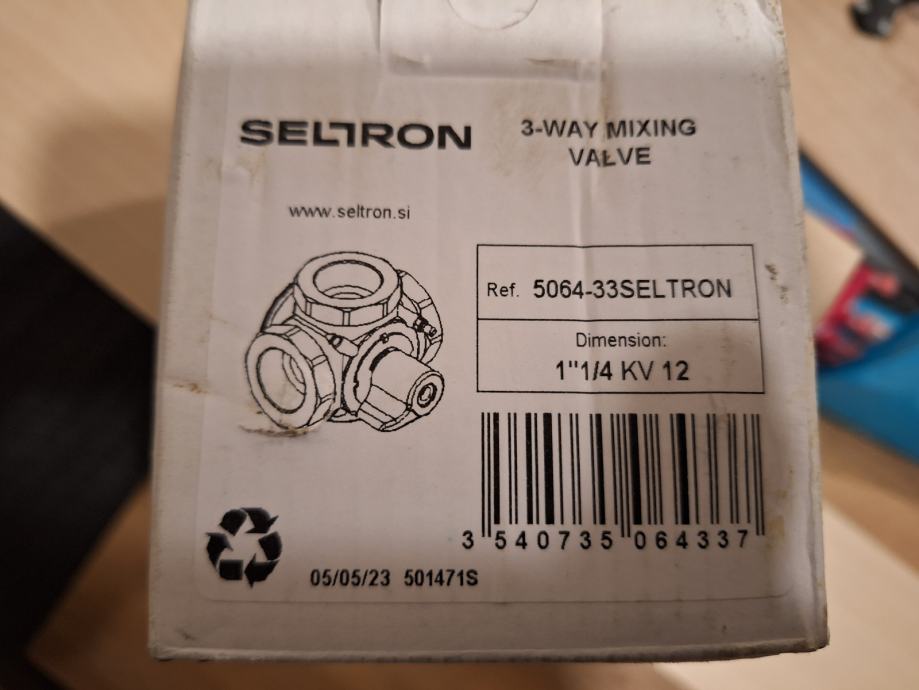 SELTRON
3-WAY MIXING
VALVE
www.seltron.si
Ref. 5064-33SELTRON
Dimension:
1"1/4 KV 12
3 540735 064337
05/05/23 501471S